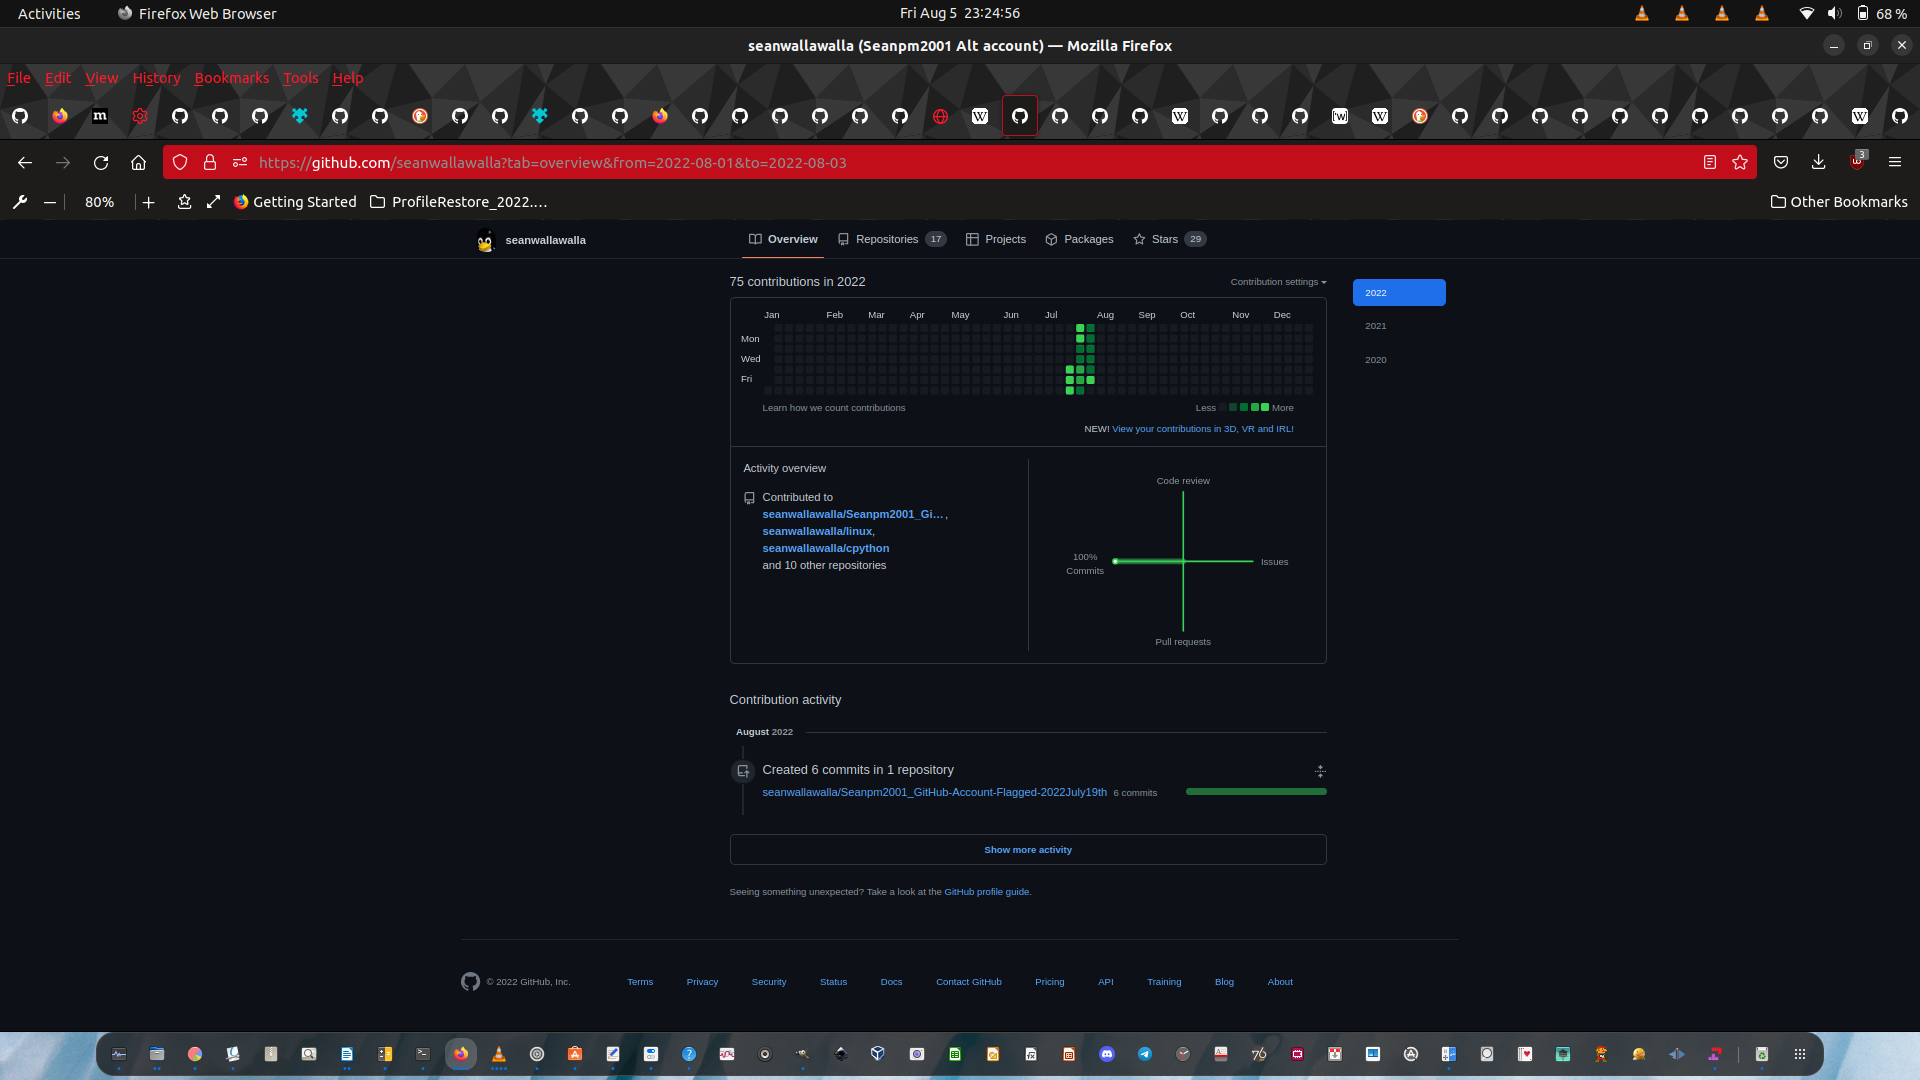 Activities
Firefox Web Browser
Fri Aug 5 23:24:56
68 %
seanwallawalla (Seanpm2001 Alt account) — Mozilla Firefox
File Edit View History Bookmarks Tools Help
https://github.com/seanwallawalla?tab=overview&from=2022-08-01&to=2022-08-03
3
80%
Getting Started
ProfileRestore_2022....
Other Bookmarks
seanwallawalla
Overview
Repositories 17
Projects
Packages
Stars 29
75 contributions in 2022
Contribution settings
2022
2021
2020
Jan Feb Mar Apr May Jun Jul Aug Sep Oct Nov Dec
Mon
Wed
Fri
Learn how we count contributions
Less
More
NEW! View your contributions in 3D, VR and IRL!
Activity overview
Contributed to
seanwallawalla/Seanpm2001_Gi…,
seanwallawalla/linux,
seanwallawalla/cpython
and 10 other repositories
Code review
100%
Commits
Issues
Pull requests
Contribution activity
August 2022
Created 6 commits in 1 repository
seanwallawalla/Seanpm2001_GitHub-Account-Flagged-2022July19th 6 commits
Show more activity
Seeing something unexpected? Take a look at the GitHub profile guide.
© 2022 GitHub, Inc.
Terms
Privacy
Security
Status
Docs
Contact GitHub
Pricing
API
Training
Blog
About